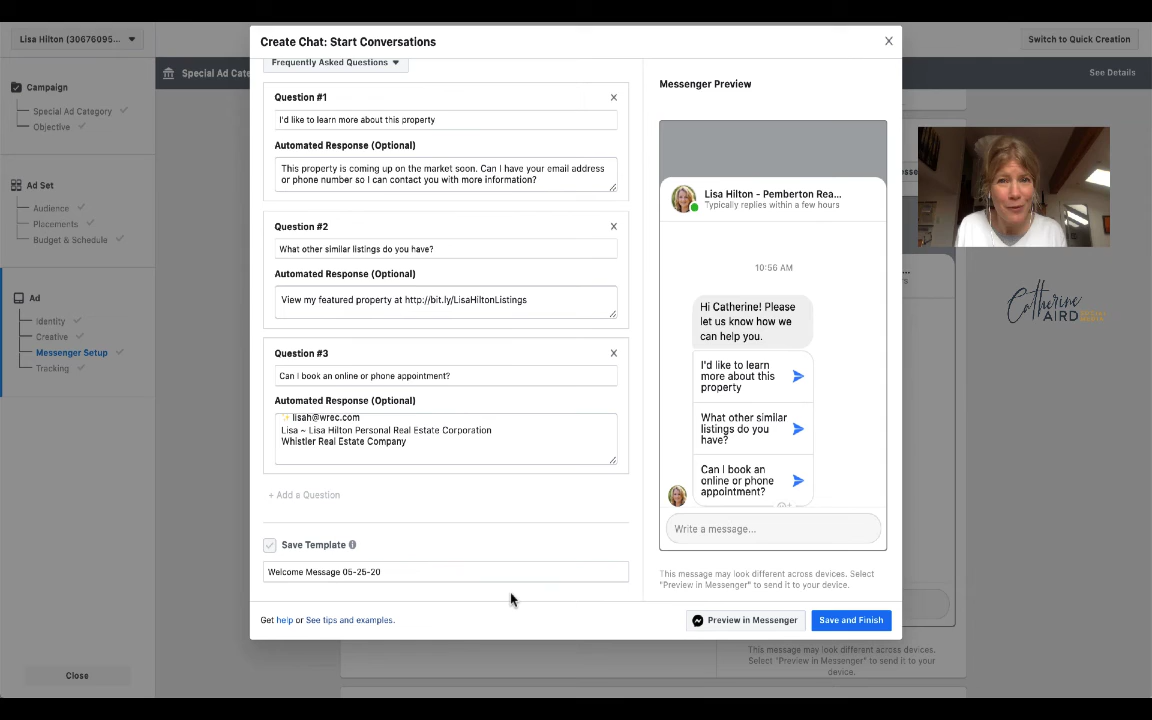 Lisa Hilton (30676095...
Create Chat: Start Conversations
Switch to Quick Creation
Special Ad Cate
See Details
Campaign
Special Ad Category
Objective
Ad Set
Audience
Placements
Budget & Schedule
Ad
Identity
Creative
Messenger Setup
Tracking
Close
Frequently Asked Questions
Question #1
I'd like to learn more about this property
Automated Response (Optional)
This property is coming up on the market soon. Can I have your email address
or phone number so I can contact you with more information?
Question #2
What other similar listings do you have?
Automated Response (Optional)
View my featured property at http://bit.ly/LisaHiltonListings
Question #3
Can I book an online or phone appointment?
Automated Response (Optional)
✨ lisah@wrec.com
Lisa ~ Lisa Hilton Personal Real Estate Corporation
Whistler Real Estate Company
+ Add a Question
Save Template
Welcome Message 05-25-20
Get help or See tips and examples.
Messenger Preview
Lisa Hilton - Pemberton Rea...
Typically replies within a few hours
10:56 AM
Hi Catherine! Please
let us know how we
can help you.
I'd like to learn
more about this
property
What other similar
listings do you
have?
Can I book an
online or phone
appointment?
Write a message...
This message may look different across devices. Select
"Preview in Messenger" to send it to your device.
Preview in Messenger
Save and Finish
Catherine
AIRD SOCIAL MEDIA
This message may look different across devices.
Select "Preview in Messenger" to send it to your
device.